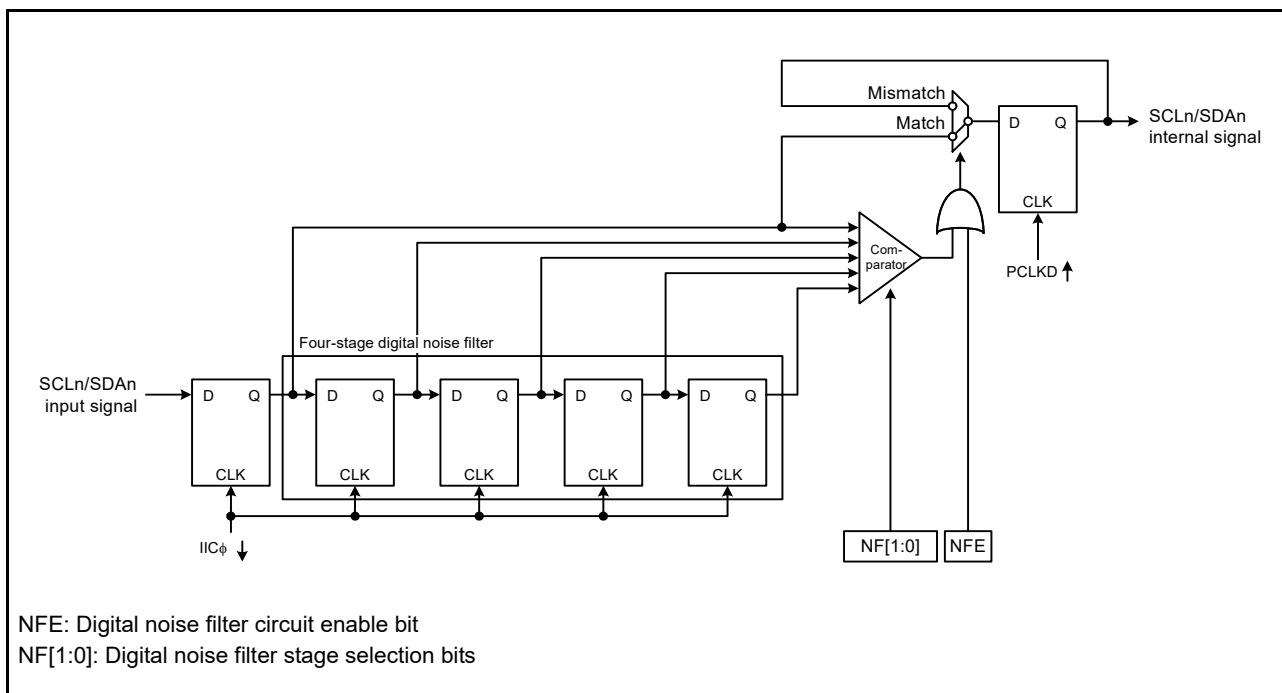 Mismatch
Match
D Q
CLK
PCLKD
SCLn/SDAn
internal signal
Com-
parator
Four-stage digital noise filter
SCLn/SDAn
input signal
D Q
CLK
D Q
CLK
D Q
CLK
D Q
CLK
D Q
CLK
IICϕ
NF[1:0]
NFE
NFE: Digital noise filter circuit enable bit
NF[1:0]: Digital noise filter stage selection bits